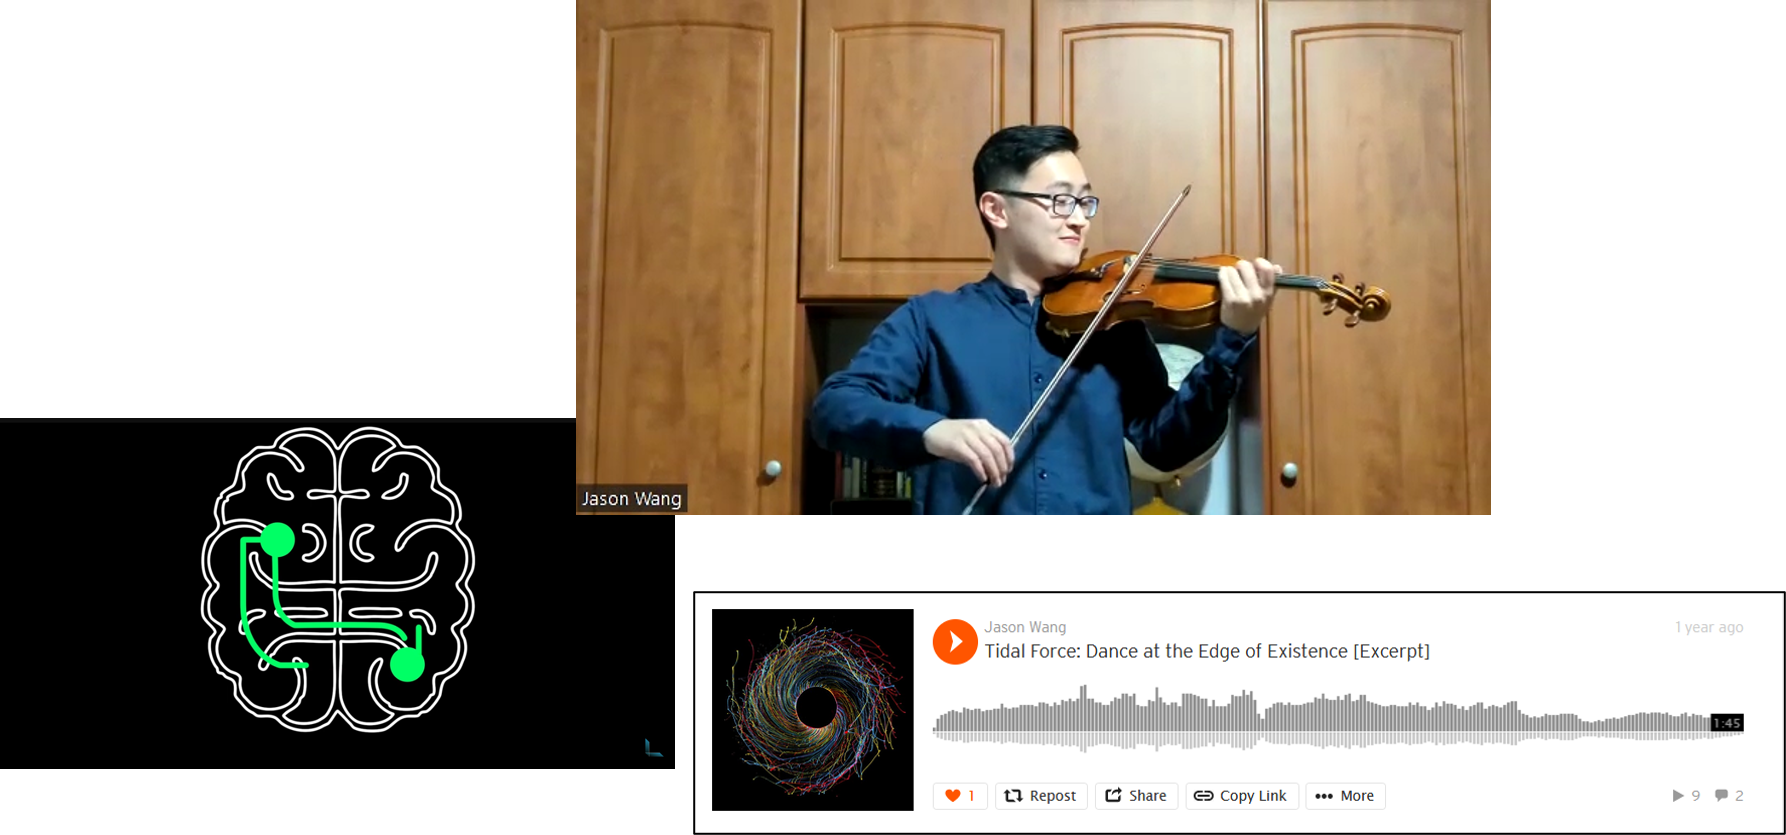 Jason Wang
Jason Wang
1 year ago
Tidal Force: Dance at the Edge of Existence [Excerpt]
1:45
1
Repost
Share
Copy Link
More
9
2